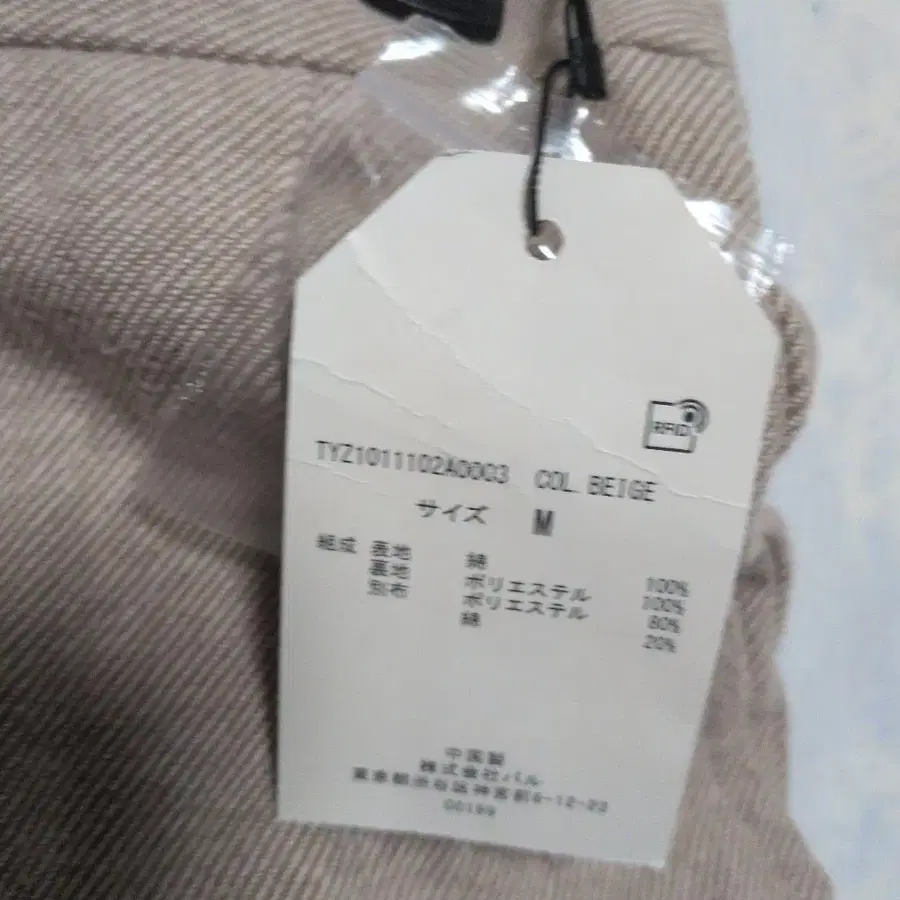 RFID
TYZ1011102A0003 COL.BEIGE
サイズ M
組成 表地 綿 100%
裏地 ポリエステル 100%
別布 ポリエステル 80%
綿 20%
中国製
株式会社パル
東京都渋谷区神宮前6-12-22
00199